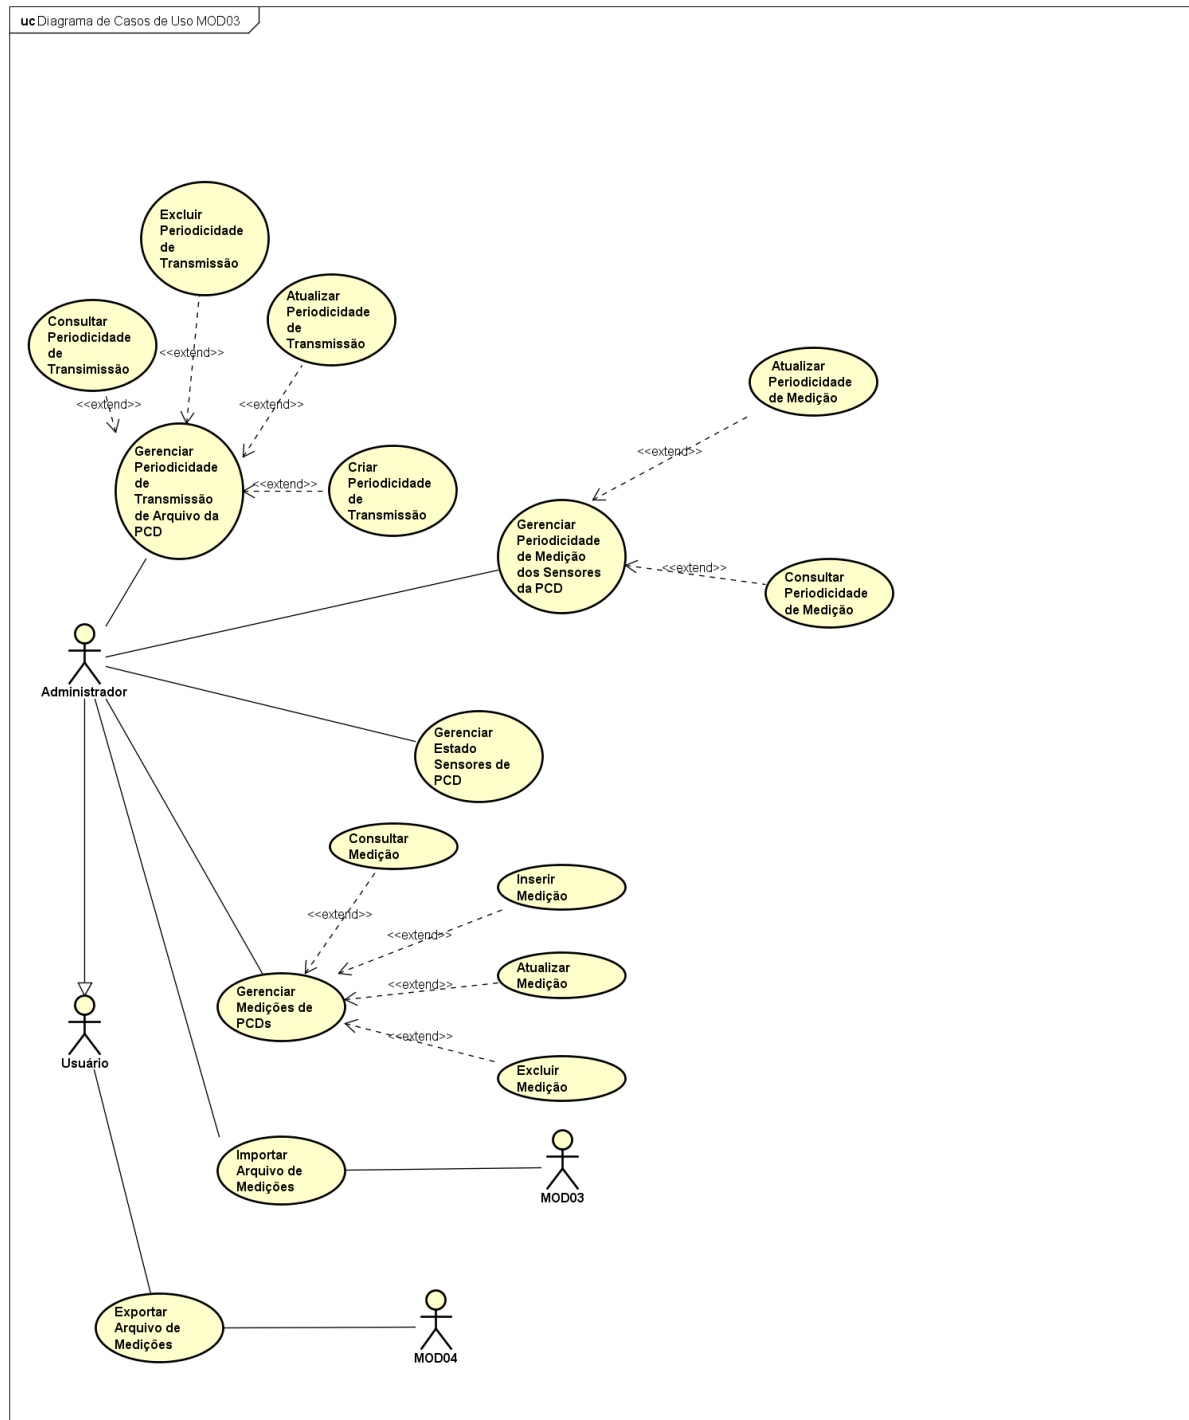 uc Diagrama de Casos de Uso MOD03
Excluir
Periodicidade
de
Transmissão
Atualizar
Periodicidade
de
Transmissão
Consultar
Periodicidade
de
Transimissão
<<extend>>
<<extend>>
<<extend>>
Gerenciar
Periodicidade
de
Transmissão
de Arquivo da
PCD
<<extend>>
Criar
Periodicidade
de
Transmissão
Atualizar
Periodicidade
de Medição
<<extend>>
Gerenciar
Periodicidade
de Medição
dos Sensores
da PCD
<<extend>>
Consultar
Periodicidade
de Medição
Administrador
Gerenciar
Estado
Sensores de
PCD
Consultar
Medição
Inserir
Medição
<<extend>>
<<extend>>
Atualizar
Medição
<<extend>>
Gerenciar
Medições de
PCDs
<<extend>>
Excluir
Medição
Usuário
Importar
Arquivo de
Medições
MOD03
Exportar
Arquivo de
Medições
MOD04